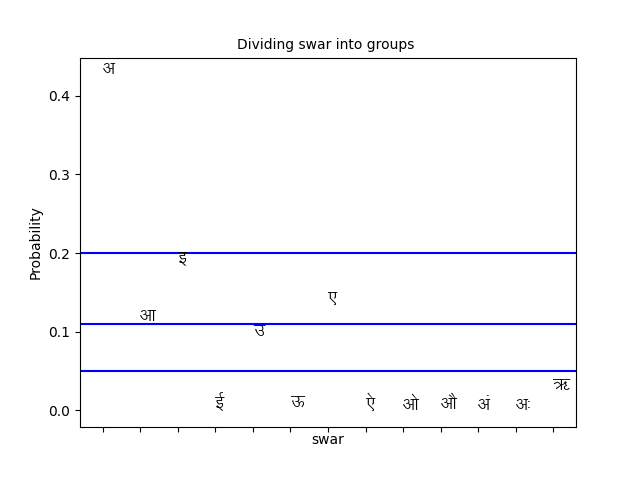 Dividing swar into groups
अ
0.4
0.3
Probability
0.2
इ
ए
आ
0.1
उ
ऋ
ई ऊ ऐ ओ औ अं अः
0.0
swar